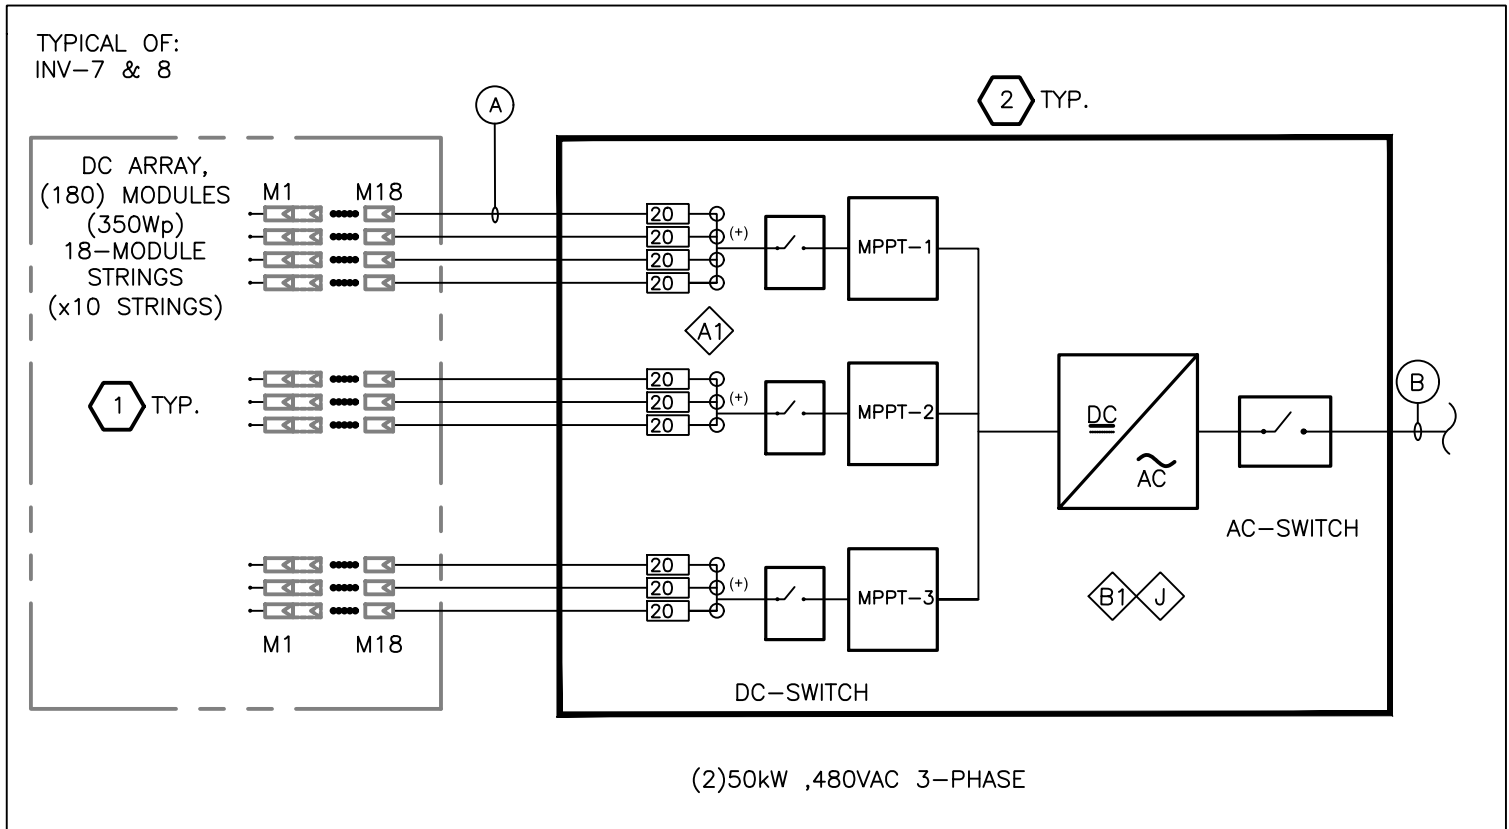 TYPICAL OF:
INV-7 & 8
2 TYP.
A
DC ARRAY,
(180) MODULES
(350Wp)
18-MODULE
STRINGS
(x10 STRINGS)
M1 M18
20
20 (+)
20
20
MPPT-1
A1
1 TYP.
20
20 (+)
20
MPPT-2
DC
AC
B
AC-SWITCH
20
20 (+)
20
MPPT-3
B1 J
M1 M18
DC-SWITCH
(2)50kW ,480VAC 3-PHASE